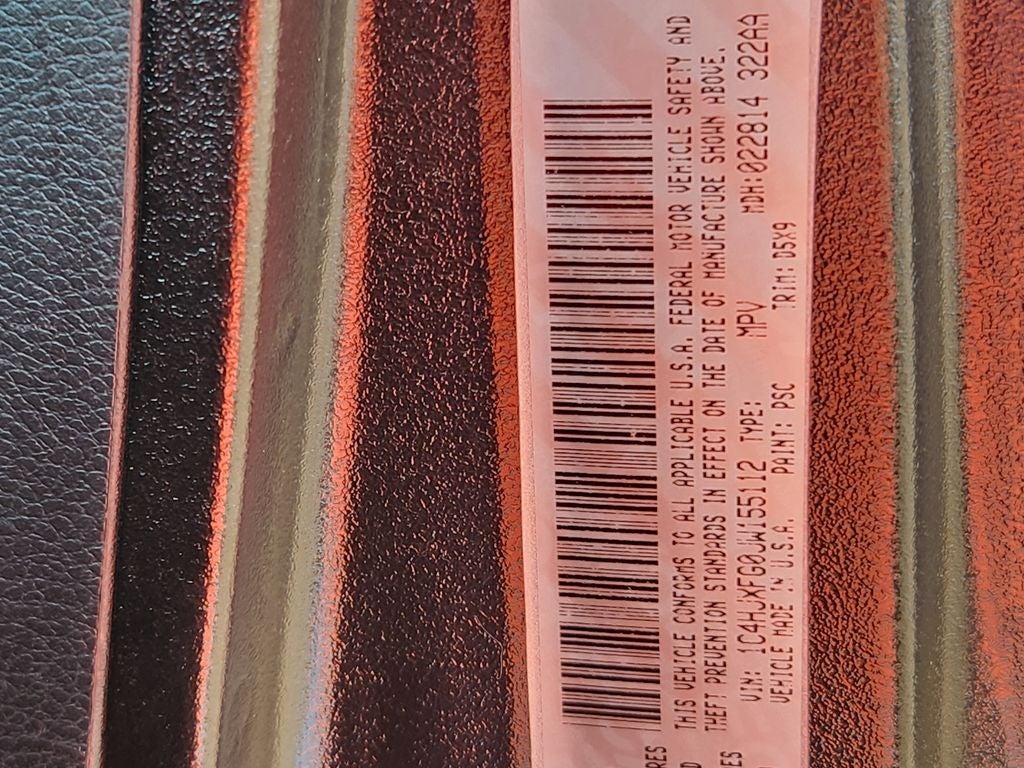 THIS VEHICLE CONFORMS TO ALL APPLICABLE U.S.A. FEDERAL MOTOR VEHICLE SAFETY AND
THEFT PREVENTION STANDARDS IN EFFECT ON THE DATE OF MANUFACTURE SHOWN ABOVE.
VIN: 1C4HJXFG0JW155112 TYPE: MPV MDH:022814 322AA
VEHICLE MADE IN U.S.A. PAINT: PSC TRIM: D5X9